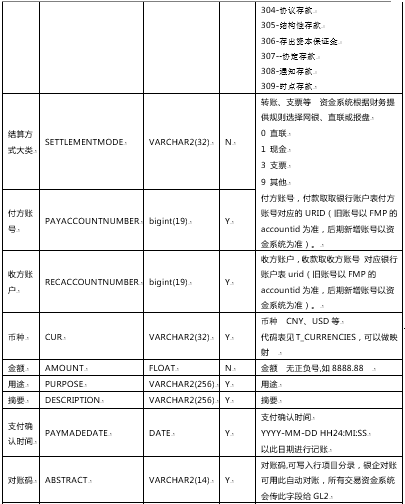 304-协议存款
305-结构性存款
306-存出资本保证金
307--协定存款
308-通知存款
309-时点存款
结算方式大类 SETTLEMENTMODE VARCHAR2(32) N 转账、支票等 资金系统根据财务提供规则选择网银、直联或报盘
0 直联
1 现金
3 支票
9 其他
付方账号 PAYACCOUNTNUMBER bigint(19) Y 付方账号，付款取取银行账户表付方账号对应的 URID（旧账号以 FMP 的 accountid 为准，后期新增账号以资金系统为准）。
收方账户 RECACCOUNTNUMBER bigint(19) Y 收方账户，收款取收方账号 对应银行账户表 urid（旧账号以 FMP 的 accountid 为准，后期新增账号以资金系统为准）。
币种 CUR VARCHAR2(32) Y 币种 CNY、USD 等
代码表见 T_CURRENCIES，可以做映射
金额 AMOUNT FLOAT N 金额 无正负号,如 8888.88
用途 PURPOSE VARCHAR2(256) Y 用途
摘要 DESCRIPTION VARCHAR2(256) Y 摘要
支付确认时间 PAYMADEDATE DATE Y 支付确认时间
YYYY-MM-DD HH24:MI:SS
以此日期进行记账
对账码 ABSTRACT VARCHAR2(14) Y 对账码,可写入行项目分录，银企对账可用此自动对账，所有交易资金系统会传此字段给 GL2